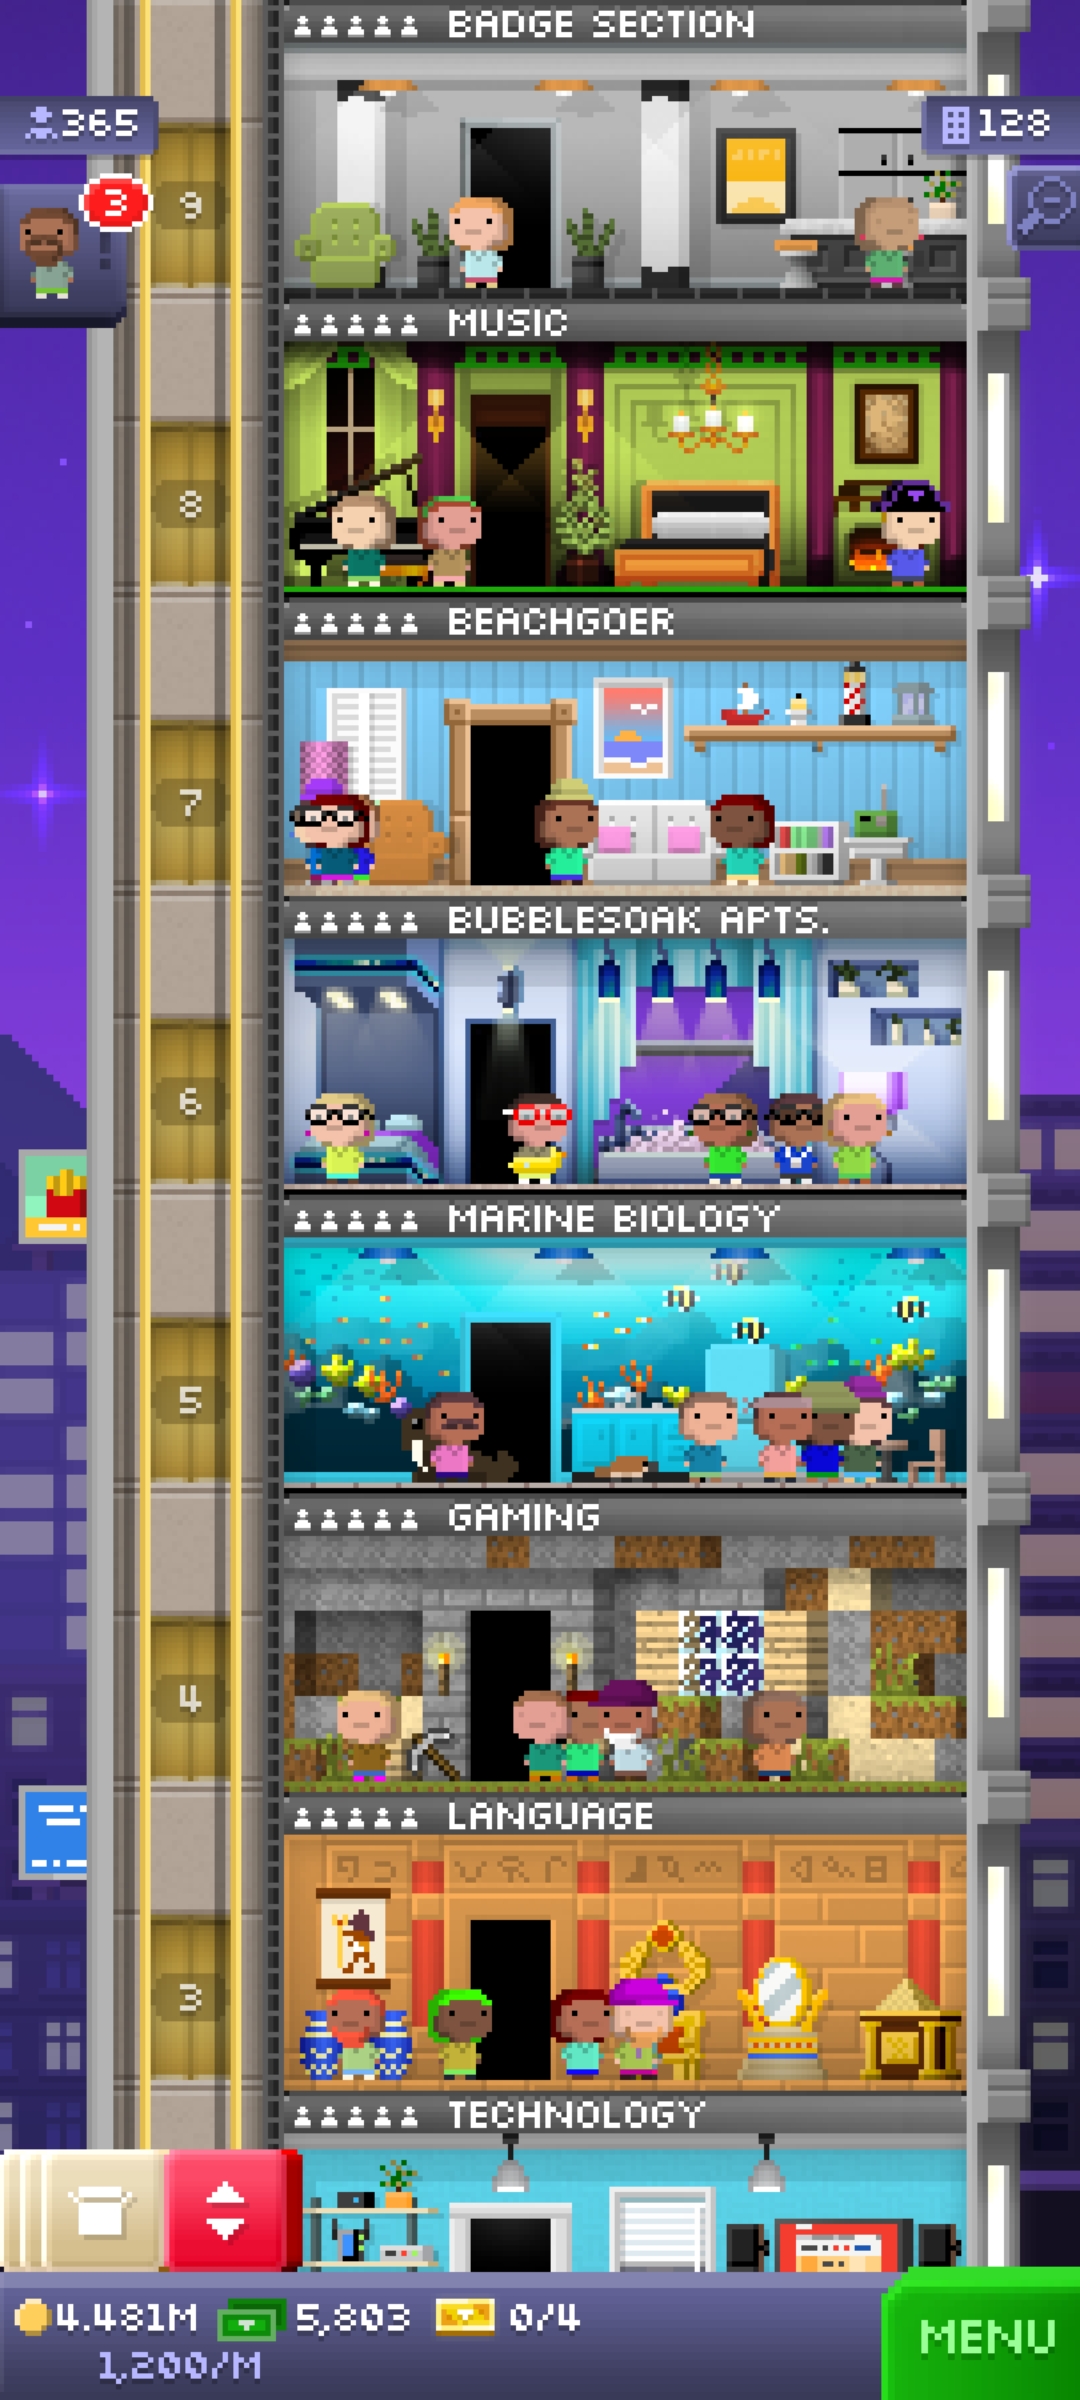 BADGE SECTION
365
128
3
9
MUSIC
8
BEACHGOER
7
BUBBLESOAK APTS.
6
MARINE BIOLOGY
5
GAMING
4
LANGUAGE
3
TECHNOLOGY
4.481M 5,803 0/4
1,200/M
MENU